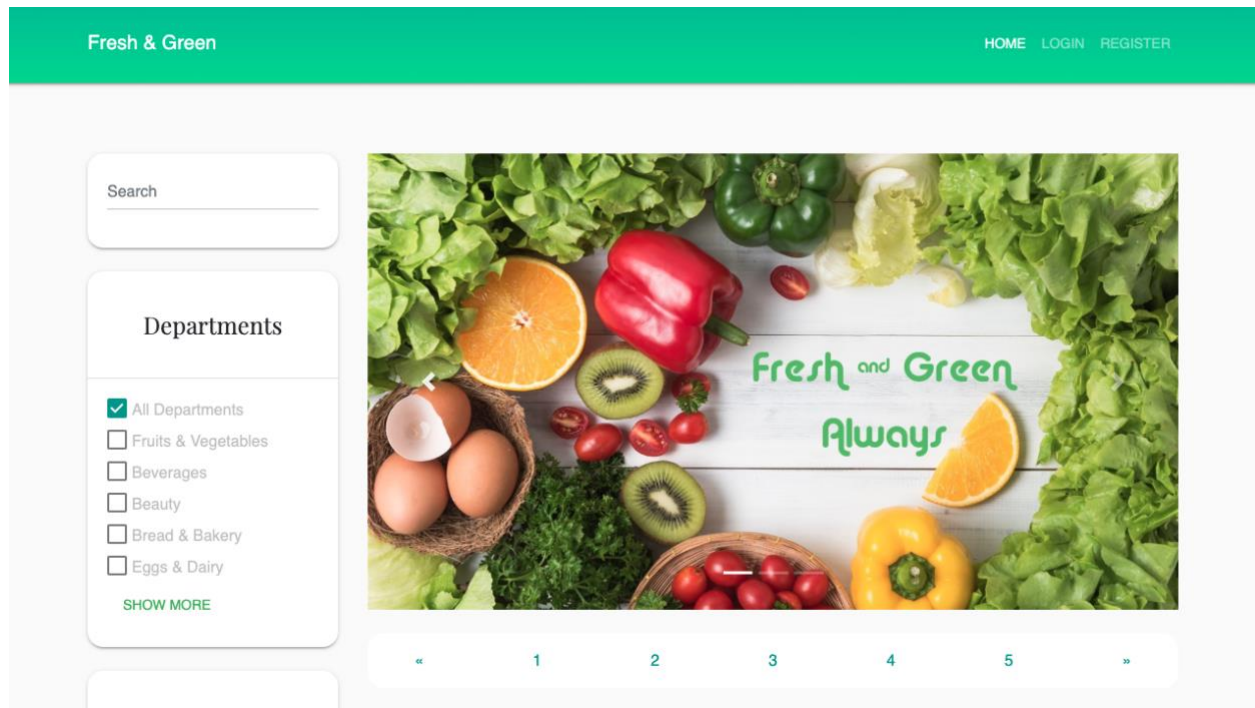 Fresh & Green
HOME LOGIN REGISTER
Search
Departments
All Departments
Fruits & Vegetables
Beverages
Beauty
Bread & Bakery
Eggs & Dairy
SHOW MORE
Fresh and Green
Always
« 1 2 3 4 5 »